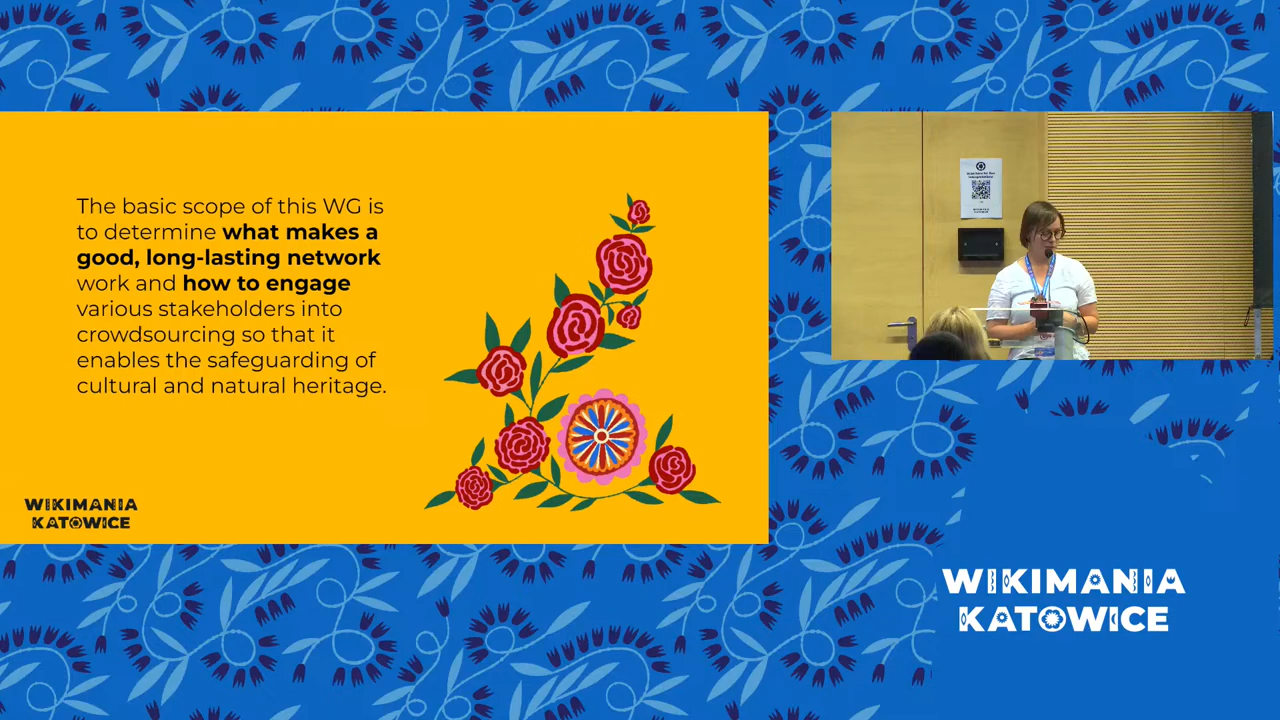 The basic scope of this WG is
to determine what makes a
good, long-lasting network
work and how to engage
various stakeholders into
crowdsourcing so that it
enables the safeguarding of
cultural and natural heritage.
WIKIMANIA
KATOWICE
WIKIMANIA
KATOWICE